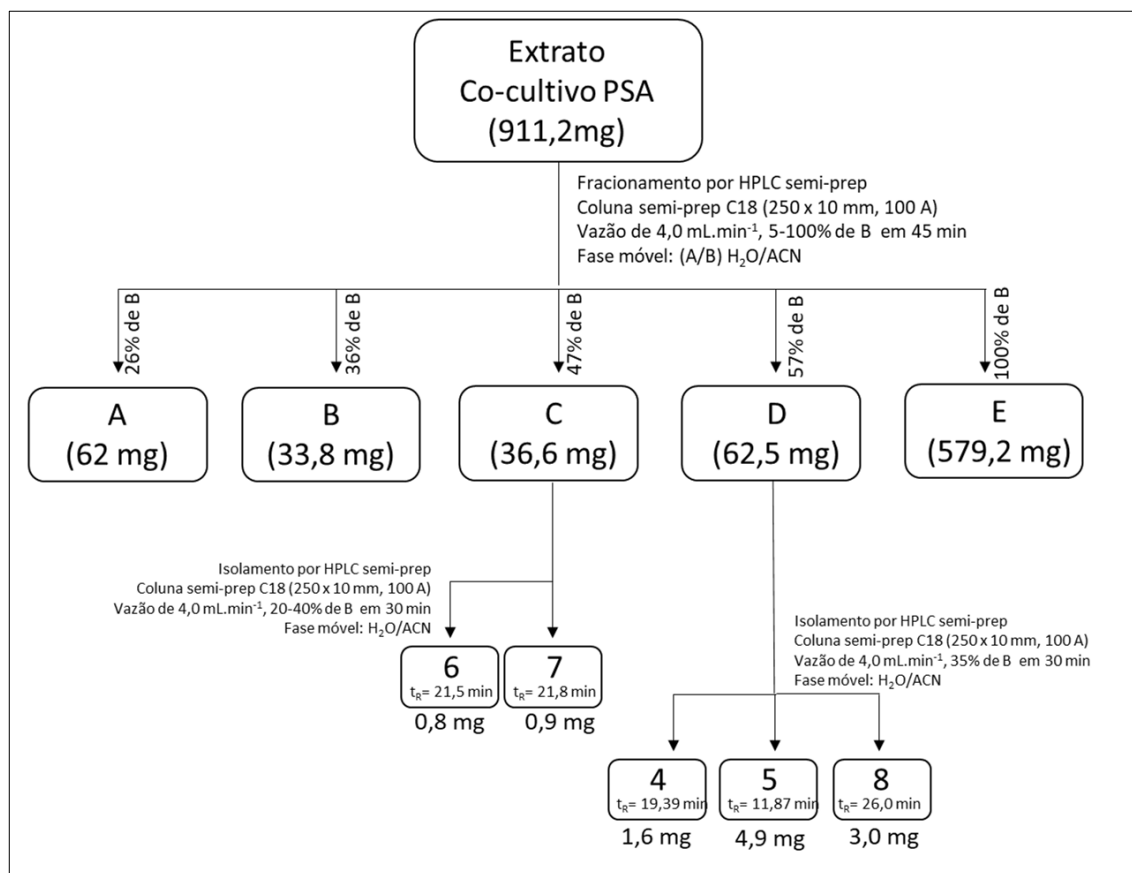 Extrato
Co-cultivo PSA
(911,2mg)
Fracionamento por HPLC semi-prep
Coluna semi-prep C18 (250 x 10 mm, 100 A)
Vazão de 4,0 mL.min⁻¹, 5-100% de B em 45 min
Fase móvel: (A/B) H₂O/ACN
26% de B
36% de B
47% de B
57% de B
100% de B
A
(62 mg)
B
(33,8 mg)
C
(36,6 mg)
D
(62,5 mg)
E
(579,2 mg)
Isolamento por HPLC semi-prep
Coluna semi-prep C18 (250 x 10 mm, 100 A)
Vazão de 4,0 mL.min⁻¹, 20-40% de B em 30 min
Fase móvel: H₂O/ACN
6
tR= 21,5 min
0,8 mg
7
tR= 21,8 min
0,9 mg
Isolamento por HPLC semi-prep
Coluna semi-prep C18 (250 x 10 mm, 100 A)
Vazão de 4,0 mL.min⁻¹, 35% de B em 30 min
Fase móvel: H₂O/ACN
4
tR= 19,39 min
1,6 mg
5
tR= 11,87 min
4,9 mg
8
tR= 26,0 min
3,0 mg